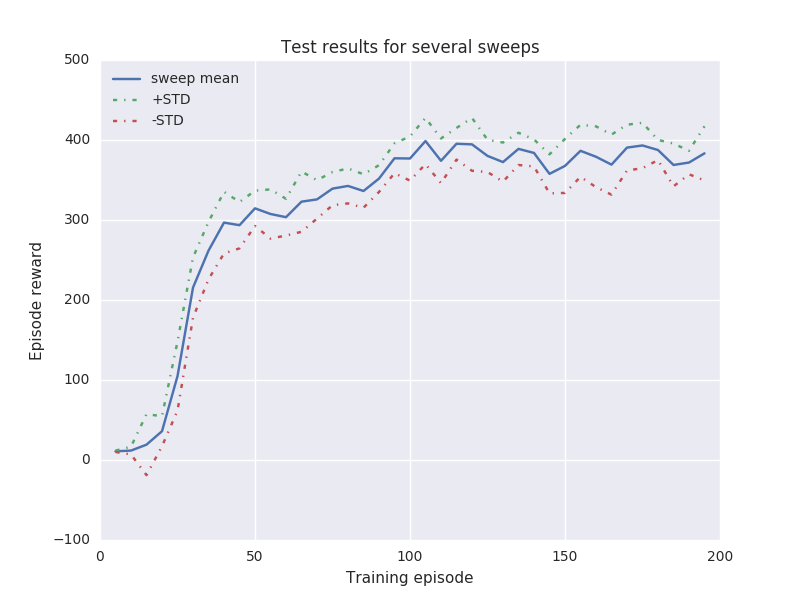 Test results for several sweeps
500
400
300
200
100
0
−100
sweep mean
+STD
-STD
Episode reward
0 50 100 150 200
Training episode